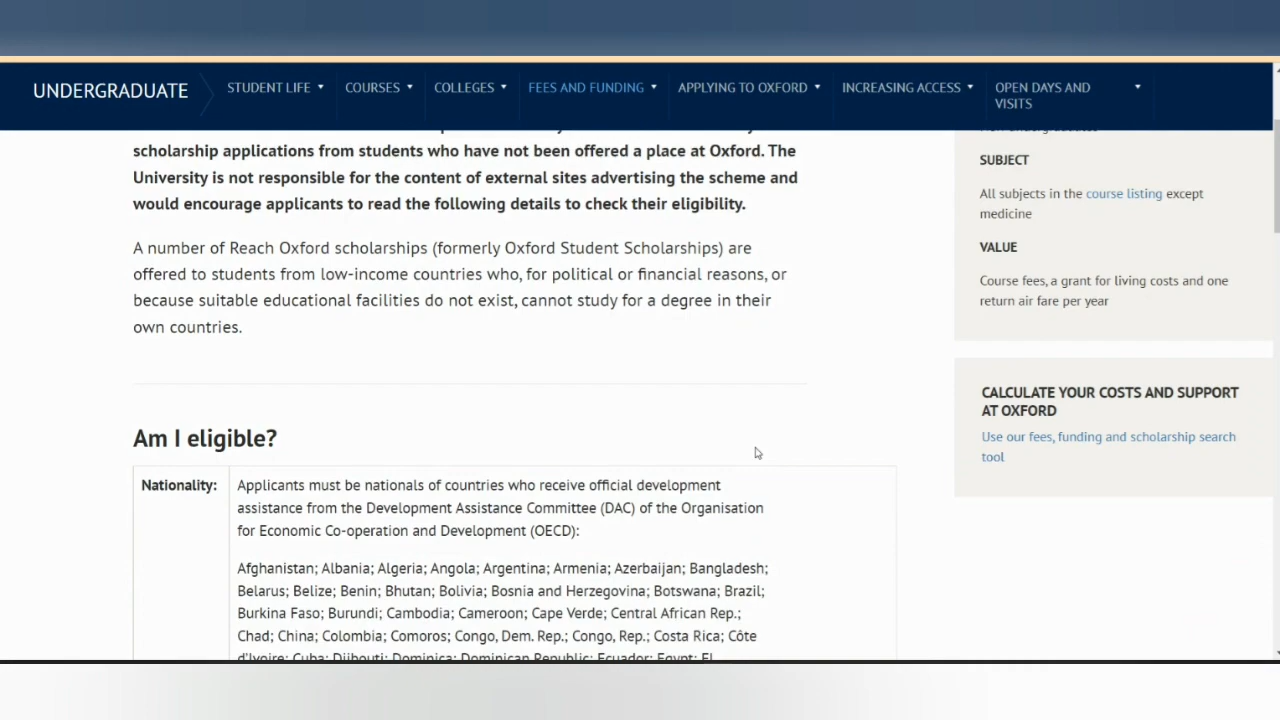 UNDERGRADUATE
STUDENT LIFE
COURSES
COLLEGES
FEES AND FUNDING
APPLYING TO OXFORD
INCREASING ACCESS
OPEN DAYS AND
VISITS
scholarship applications from students who have not been offered a place at Oxford. The
University is not responsible for the content of external sites advertising the scheme and
would encourage applicants to read the following details to check their eligibility.
A number of Reach Oxford scholarships (formerly Oxford Student Scholarships) are
offered to students from low-income countries who, for political or financial reasons, or
because suitable educational facilities do not exist, cannot study for a degree in their
own countries.
Am I eligible?
Nationality:
Applicants must be nationals of countries who receive official development
assistance from the Development Assistance Committee (DAC) of the Organisation
for Economic Co-operation and Development (OECD):
Afghanistan; Albania; Algeria; Angola; Argentina; Armenia; Azerbaijan; Bangladesh;
Belarus; Belize; Benin; Bhutan; Bolivia; Bosnia and Herzegovina; Botswana; Brazil;
Burkina Faso; Burundi; Cambodia; Cameroon; Cape Verde; Central African Rep.;
Chad; China; Colombia; Comoros; Congo, Dem. Rep.; Congo, Rep.; Costa Rica; Côte
d'Ivoire; Cuba; Djibouti; Dominica; Dominican Republic; Ecuador; Egypt; El
SUBJECT
All subjects in the course listing except
medicine
VALUE
Course fees, a grant for living costs and one
return air fare per year
CALCULATE YOUR COSTS AND SUPPORT
AT OXFORD
Use our fees, funding and scholarship search
tool